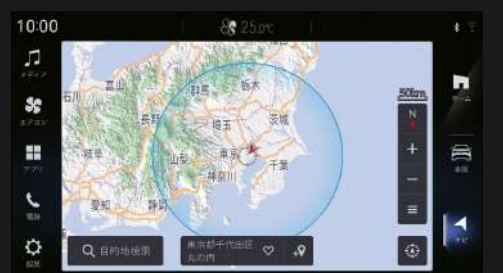 10:00
25.0℃
メディア
エアコン
アプリ
電話
設定
石川
富山
群馬
栃木
長野
埼玉
茨城
岐阜
山梨
東京
千葉
神奈川
愛知
静岡
50km
N
ホーム
車両
ナビ
目的地検索
東京都千代田区
丸の内